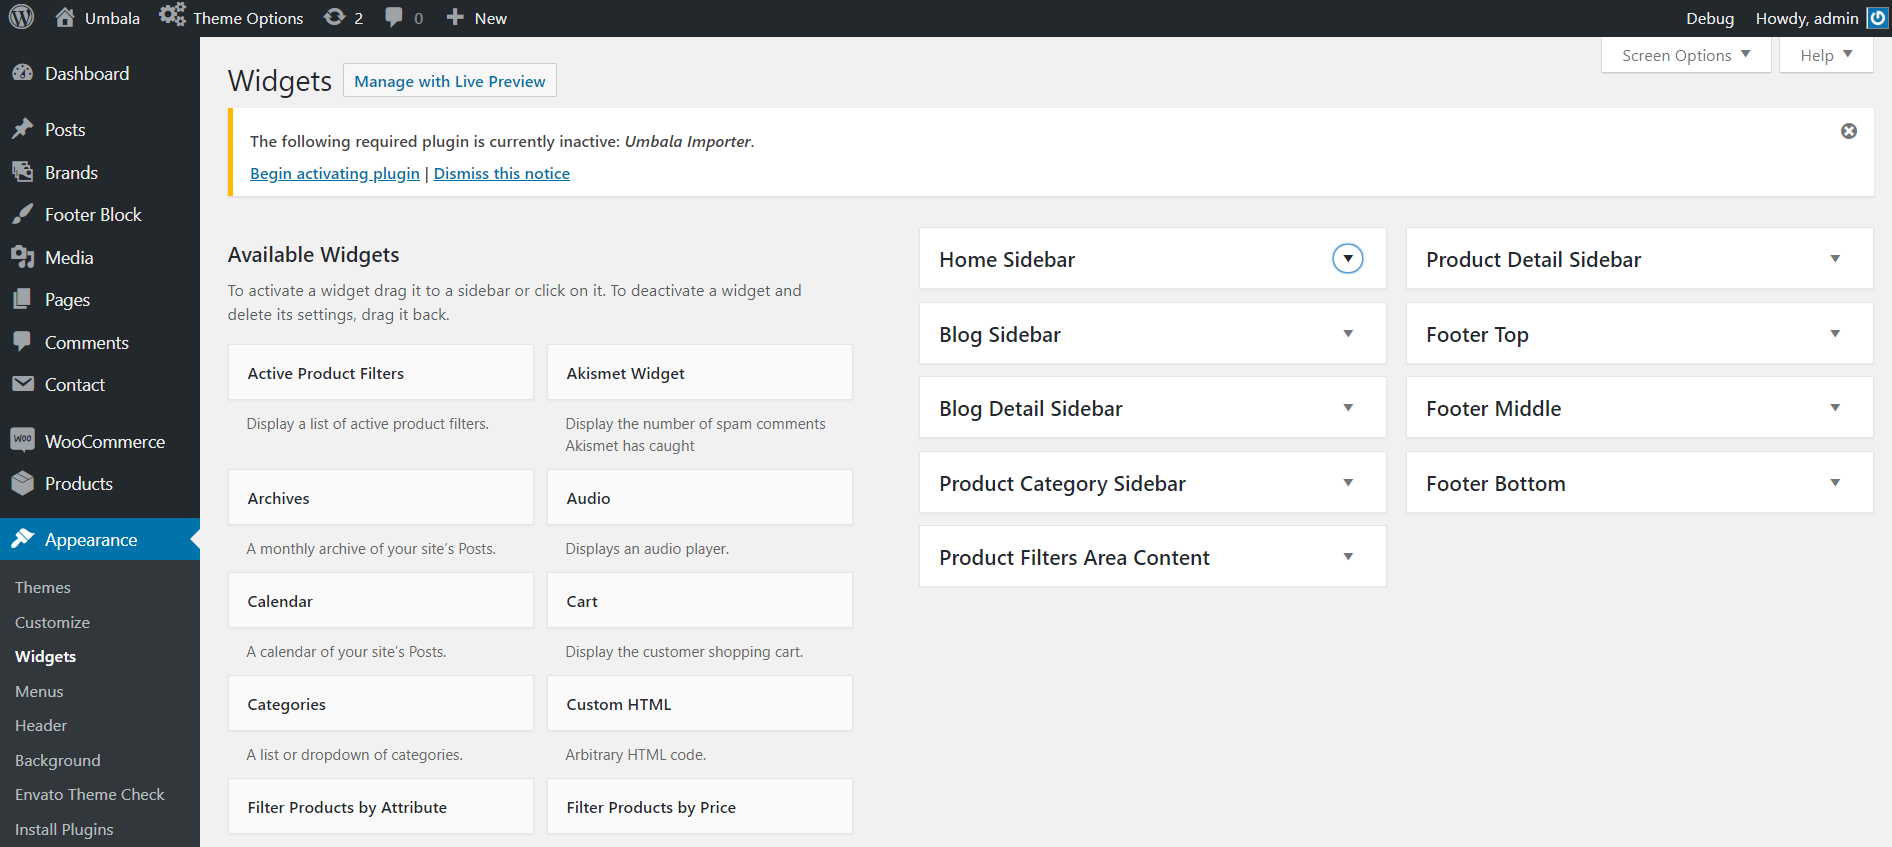 Umbala
Theme Options
2
0
New
Debug
Howdy, admin
Dashboard
Posts
Brands
Footer Block
Media
Pages
Comments
Contact
WOO
WooCommerce
Products
Appearance
Themes
Customize
Widgets
Menus
Header
Background
Envato Theme Check
Install Plugins
Screen Options
Help
Widgets
Manage with Live Preview
The following required plugin is currently inactive: Umbala Importer.
Begin activating plugin | Dismiss this notice
Available Widgets
To activate a widget drag it to a sidebar or click on it. To deactivate a widget and
delete its settings, drag it back.
Active Product Filters
Display a list of active product filters.
Akismet Widget
Display the number of spam comments
Akismet has caught
Archives
A monthly archive of your site’s Posts.
Audio
Displays an audio player.
Calendar
A calendar of your site’s Posts.
Cart
Display the customer shopping cart.
Categories
A list or dropdown of categories.
Custom HTML
Arbitrary HTML code.
Filter Products by Attribute
Filter Products by Price
Home Sidebar
Blog Sidebar
Blog Detail Sidebar
Product Category Sidebar
Product Filters Area Content
Product Detail Sidebar
Footer Top
Footer Middle
Footer Bottom